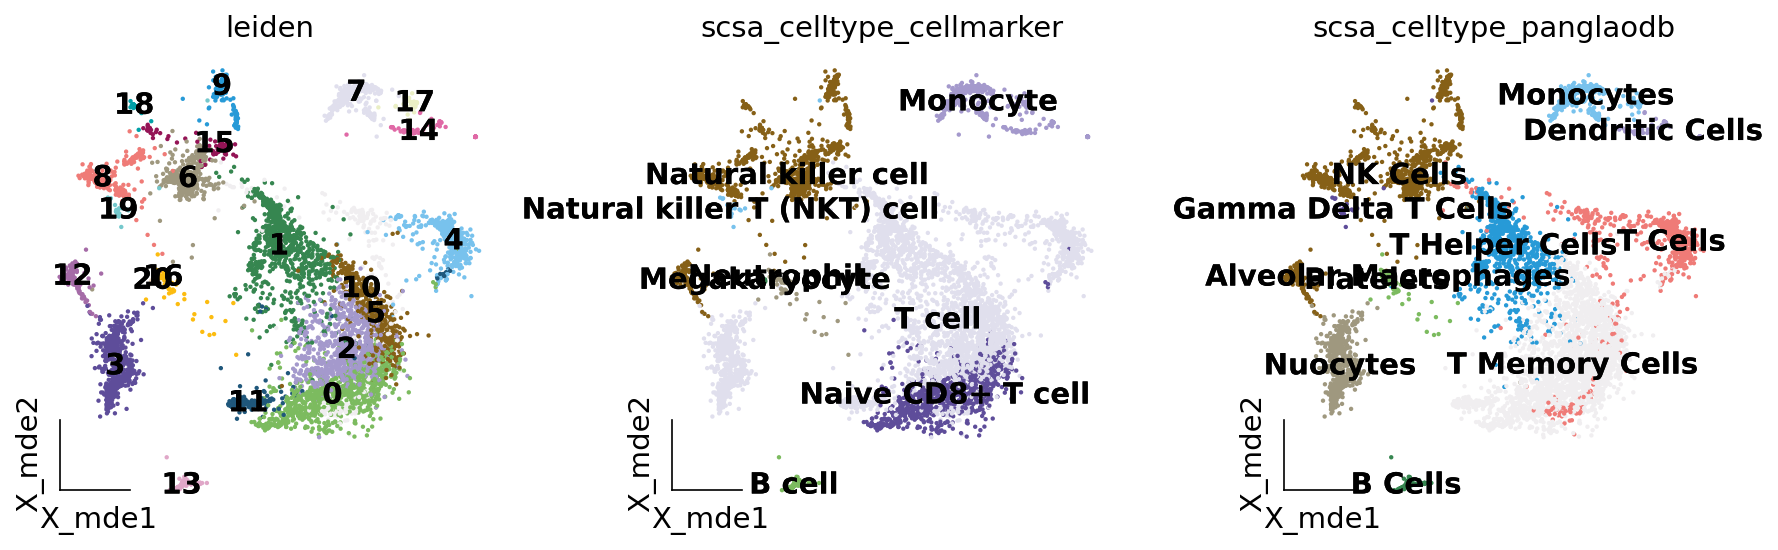 leiden
9
7
18
17
14
15
8
6
19
1
4
12
16
20
10
5
2
3
0
11
13
X_mde2
X_mde1
scsa_celltype_cellmarker
Monocyte
Natural killer cell
Natural killer T (NKT) cell
Neutrophil
Megakaryocyte
T cell
Naive CD8+ T cell
B cell
X_mde2
X_mde1
scsa_celltype_panglaodb
Monocytes
Dendritic Cells
NK Cells
Gamma Delta T Cells
T Helper Cells
T Cells
Alveolar Macrophages
Platelets
Nuocytes
T Memory Cells
B Cells
X_mde2
X_mde1